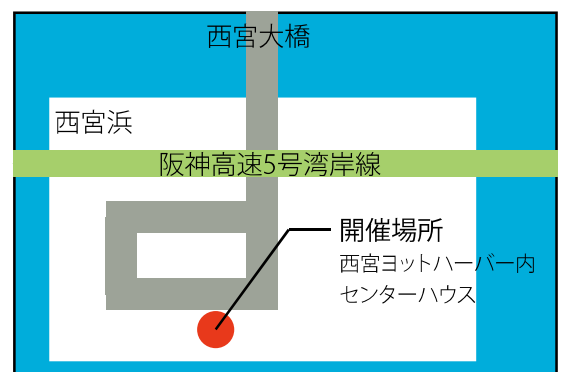 西宮大橋
西宮浜
阪神高速5号湾岸線
開催場所
西宮ヨットハーバー内
センターハウス